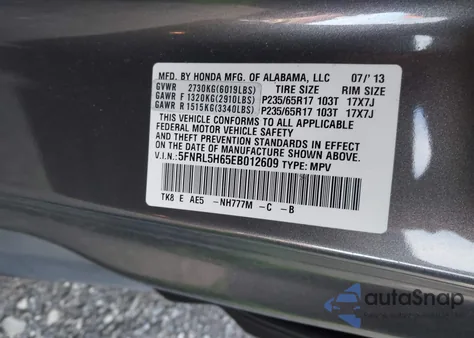 MFD. BY HONDA MFG. OF ALABAMA, LLC 07/'13
GVWR 2730KG(6019LBS) TIRE SIZE RIM SIZE
GAWR F 1320KG(2910LBS) P235/65R17 103T 17X7J
GAWR R 1515KG(3340LBS) P235/65R17 103T 17X7J
THIS VEHICLE CONFORMS TO ALL APPLICABLE
FEDERAL MOTOR VEHICLE SAFETY AND
THEFT PREVENTION STANDARDS IN EFFECT
ON THE DATE OF MANUFACTURE SHOWN ABOVE.
VIN: 5FNRL5H65EB012609 TYPE: MPV
TK8 E AE5 -NH777M -C -B
autoSnap